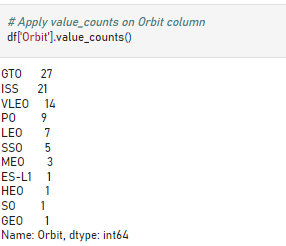 # Apply value_counts on Orbit column
df['Orbit'].value_counts()
GTO 27
ISS 21
VLEO 14
PO 9
LEO 7
SSO 5
MEO 3
ES-L1 1
HEO 1
SO 1
GEO 1
Name: Orbit, dtype: int64